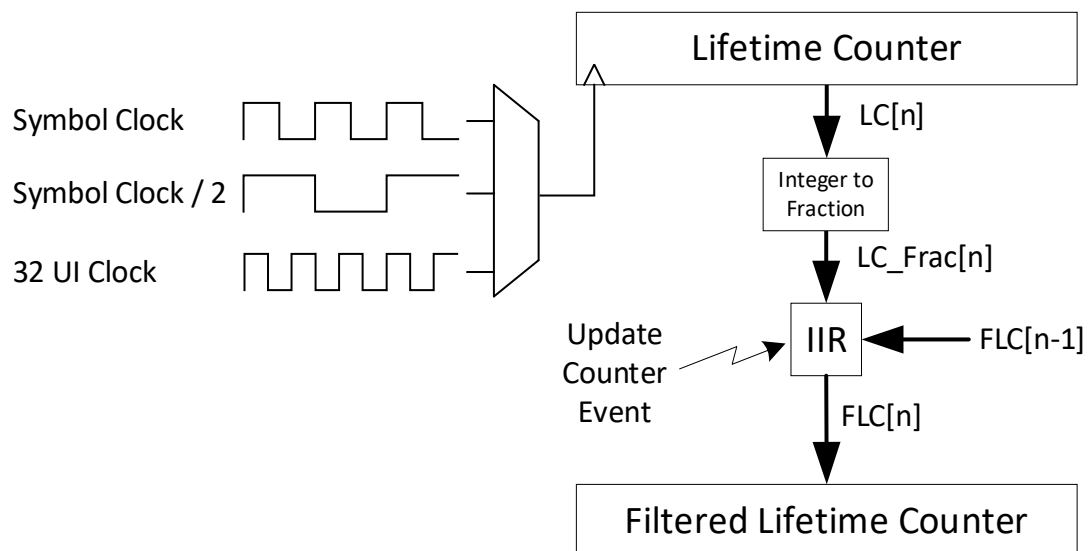 Lifetime Counter
Symbol Clock
LC[n]
Integer to
Fraction
Symbol Clock / 2
LC_Frac[n]
32 UI Clock
Update
Counter
Event
IIR
FLC[n-1]
FLC[n]
Filtered Lifetime Counter